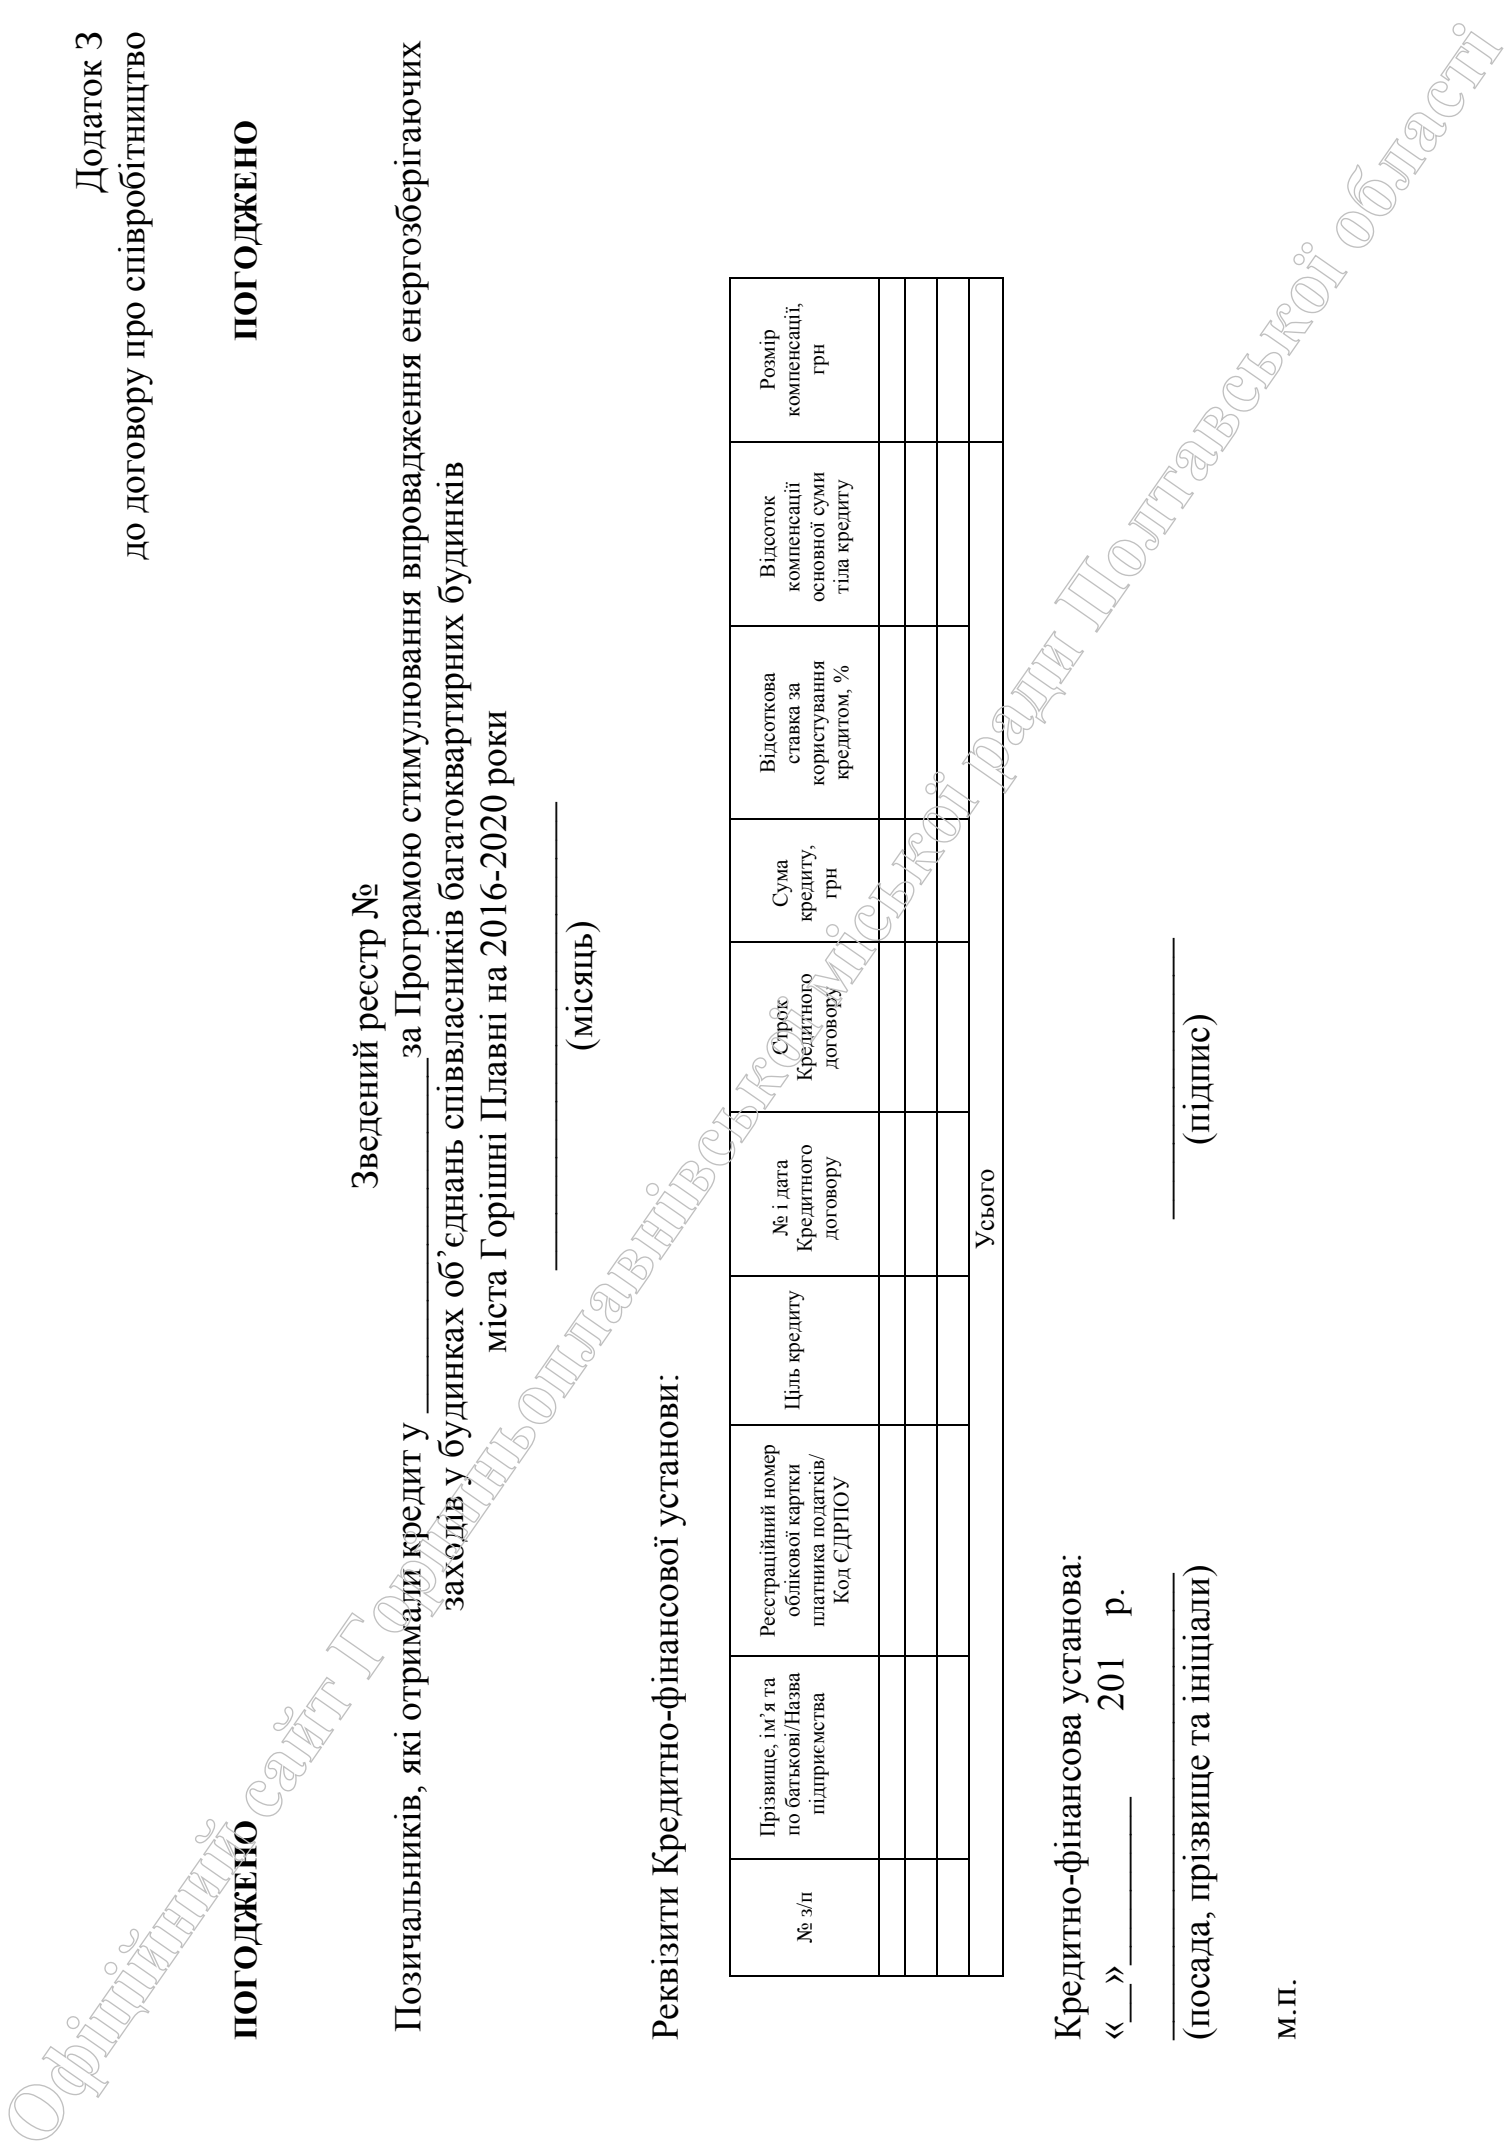 Додаток 3
до договору про співробітництво
ПОГОДЖЕНО ПОГОДЖЕНО
Зведений реєстр №
Позичальників, які отримали кредит у ____________________ за Програмою стимулювання впровадження енергозберігаючих
заходів у будинках об’єднань співвласників багатоквартирних будинків
міста Горішні Плавні на 2016-2020 роки
__________________________
(місяць)
Реквізити Кредитно-фінансової установи:
№ з/п
Прізвище, ім’я та
по батькові/Назва
підприємства
Реєстраційний номер
облікової картки
платника податків/
Код ЄДРПОУ
Ціль кредиту
№ і дата
Кредитного
договору
Строк
Кредитного
договору
Сума
кредиту,
грн
Відсоткова
ставка за
користування
кредитом, %
Відсоток
компенсації
основної суми
тіла кредиту
Розмір
компенсації,
грн
Усього
Кредитно-фінансова установа:
«__»__________ 201 р.
__________________________ ________________
(посада, прізвище та ініціали) (підпис)
м.п.
Офіційний сайт Горішньоплавнівської міської ради Полтавської області